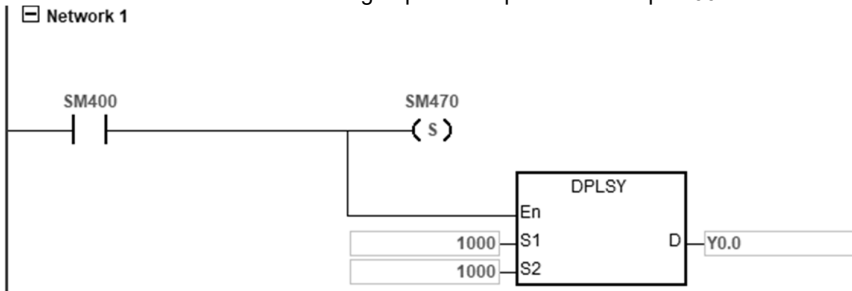 Network 1
SM400
SM470
S
DPLSY
En
1000 S1 D Y0.0
1000 S2